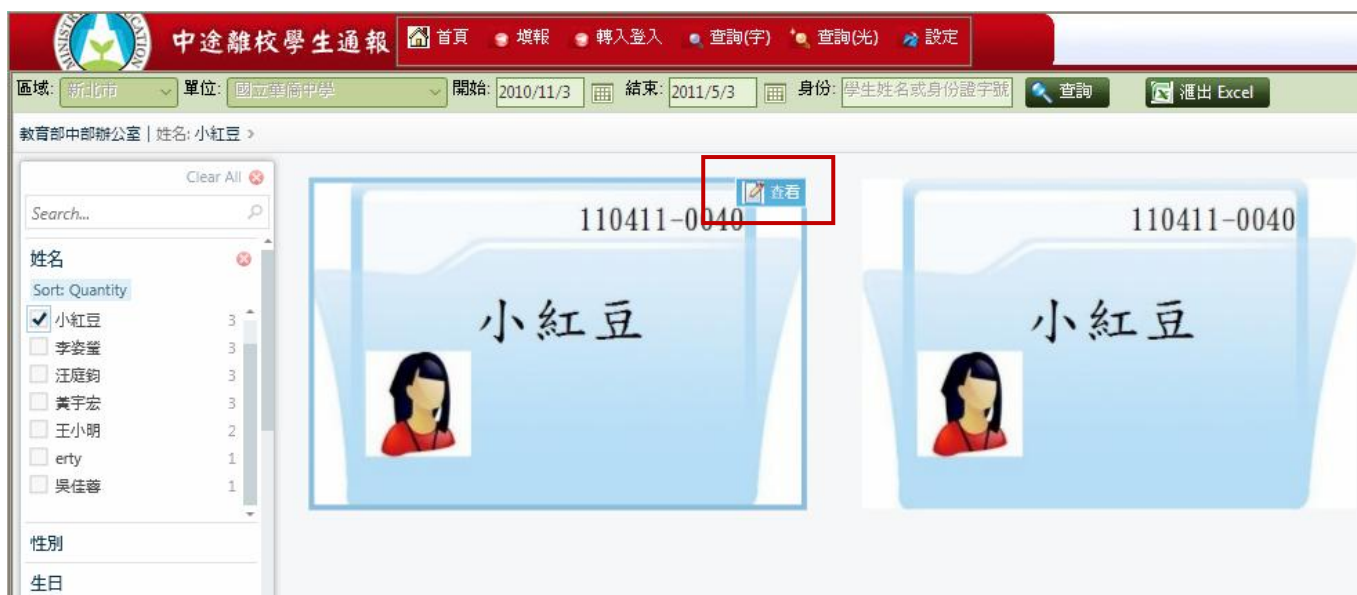 MINISTRY EDUCATION
中途離校學生通報 首頁 填報 轉入登入 查詢(字) 查詢(光) 設定
區域: 新北市 單位: 國立華僑中學 開始: 2010/11/3 結束: 2011/5/3 身份: 學生姓名或身份證字號 查詢 匯出 Excel
教育部中部辦公室 | 姓名: 小紅豆 >
Clear All
查看
Search...
110411-0040
110411-0040
姓名
Sort: Quantity
小紅豆 3
李姿瑩 3
汪庭鈞 3
黃宇宏 3
王小明 2
erty 1
吳佳蓉 1
小紅豆
小紅豆
性別
生日